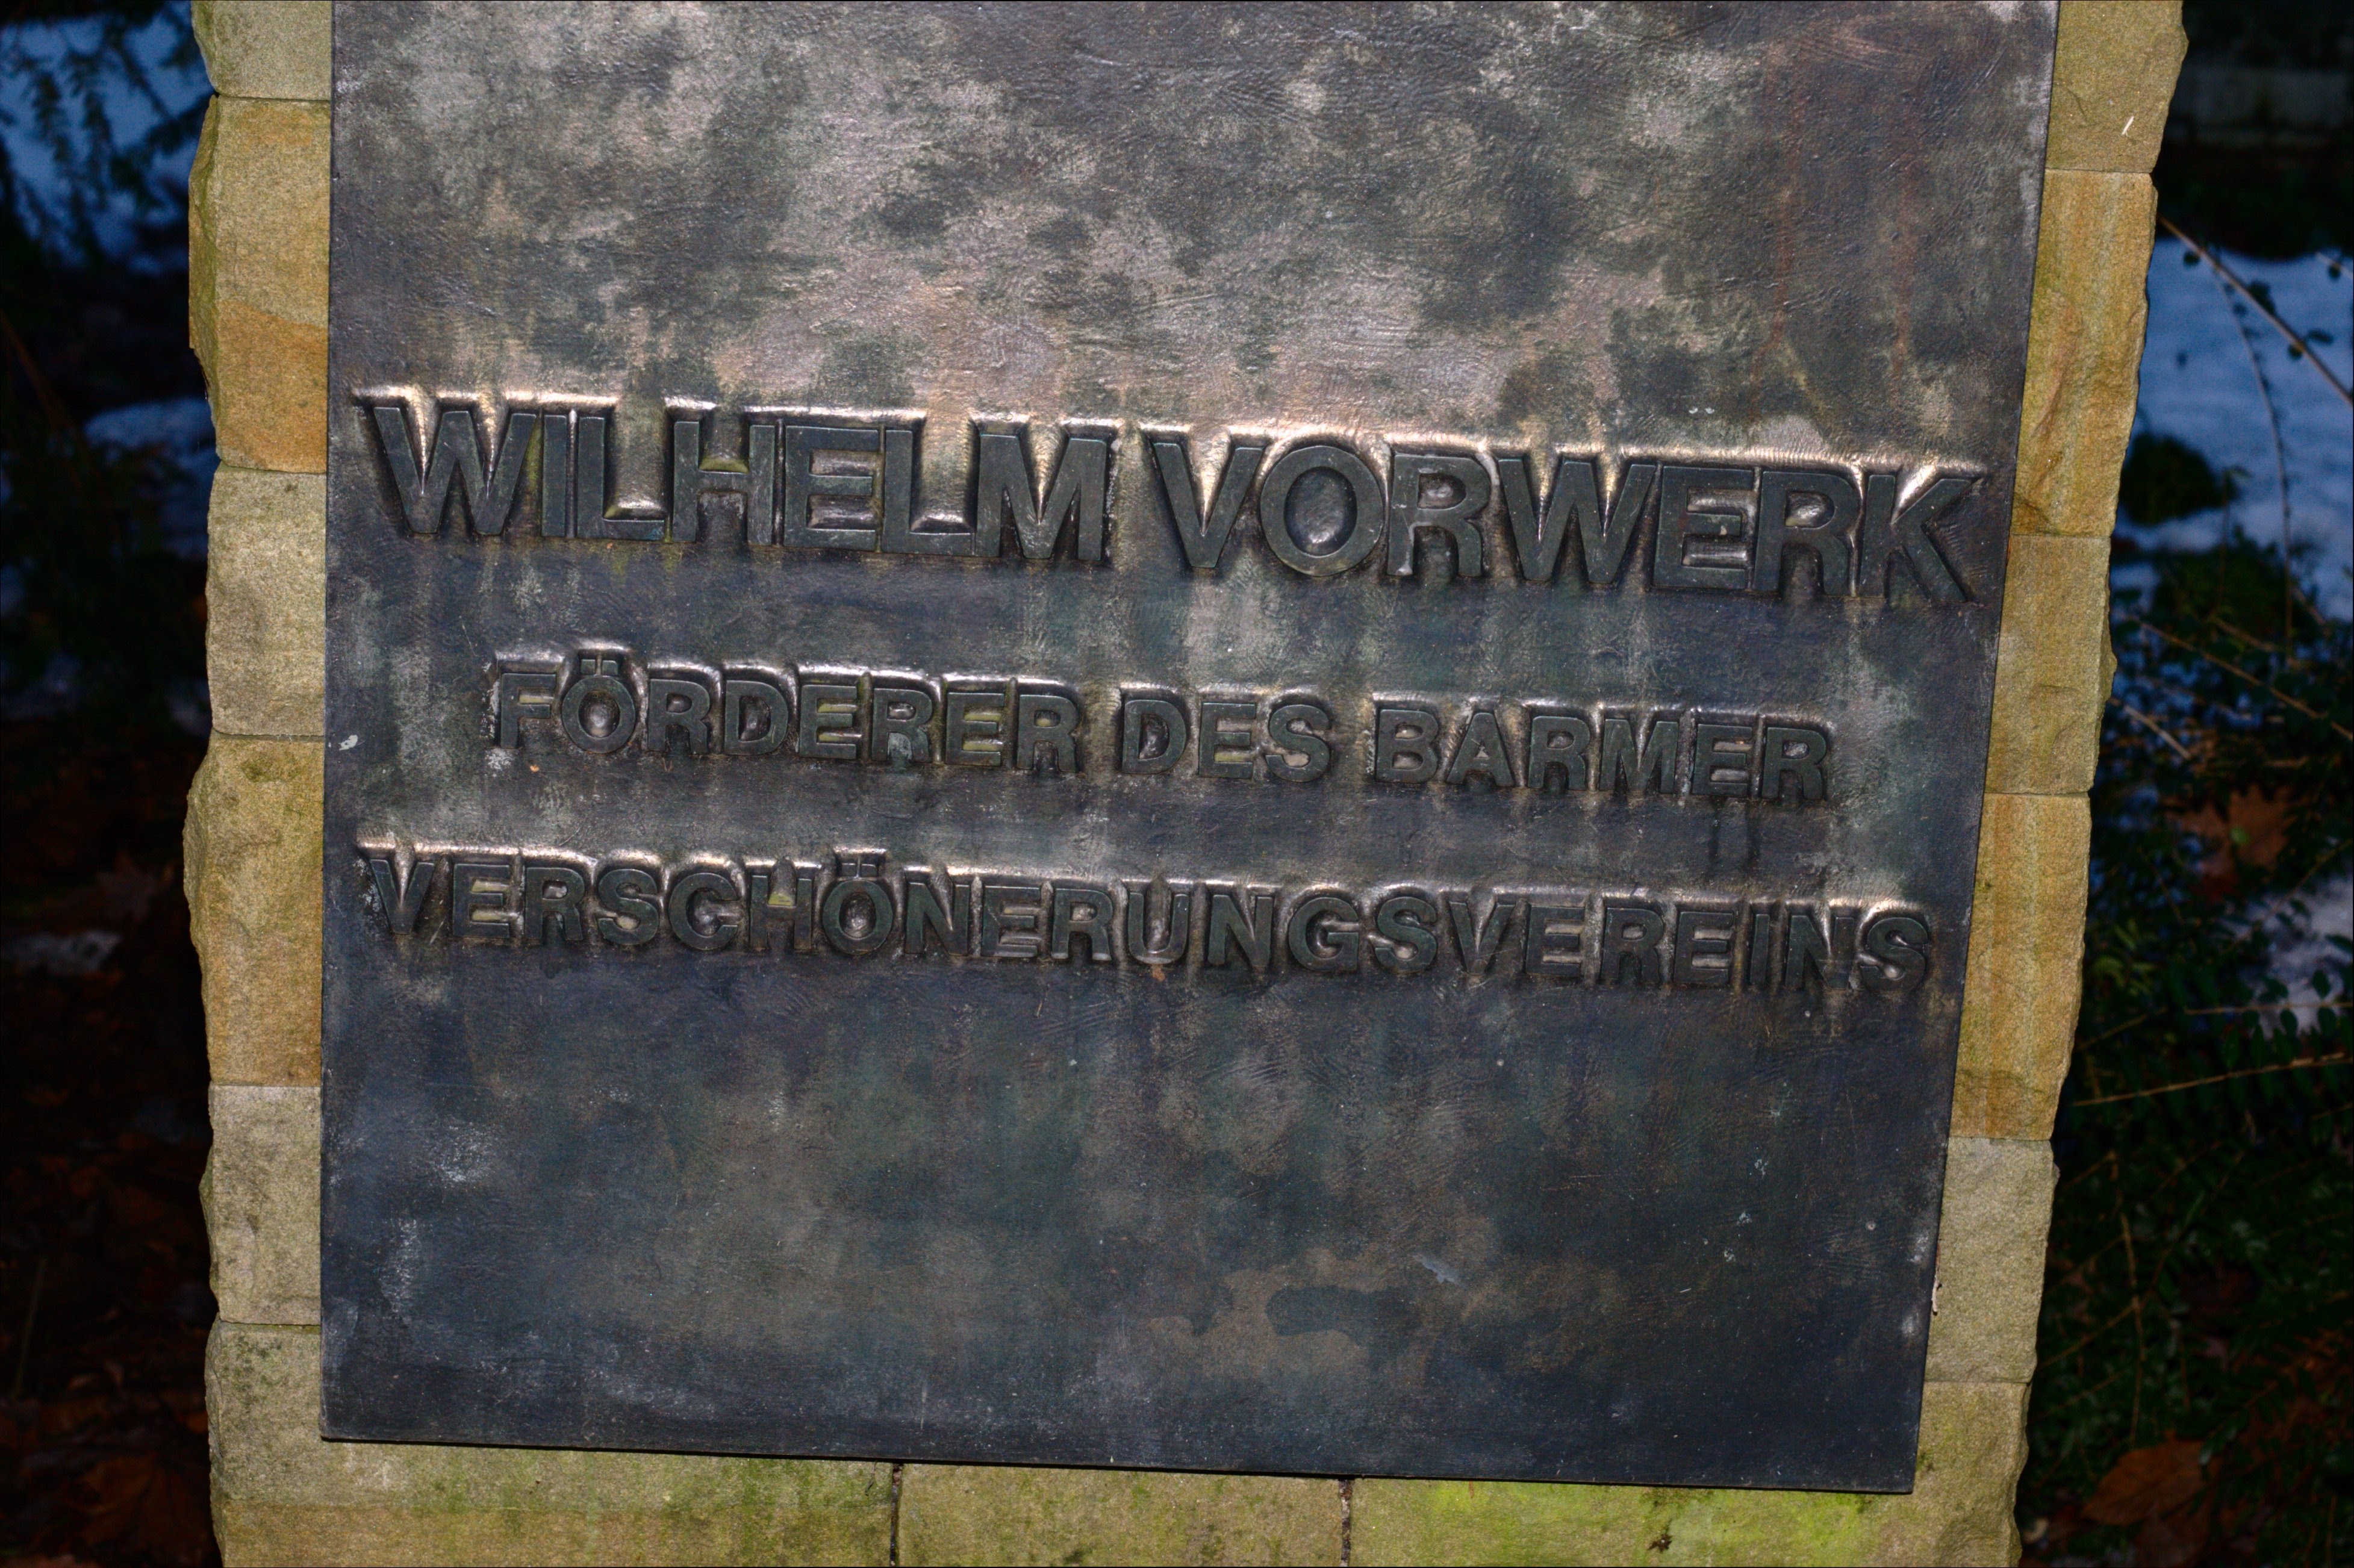 WILHELM VORWERK
FÖRDERER DES BARMER
VERSCHÖNERUNGSVEREINS